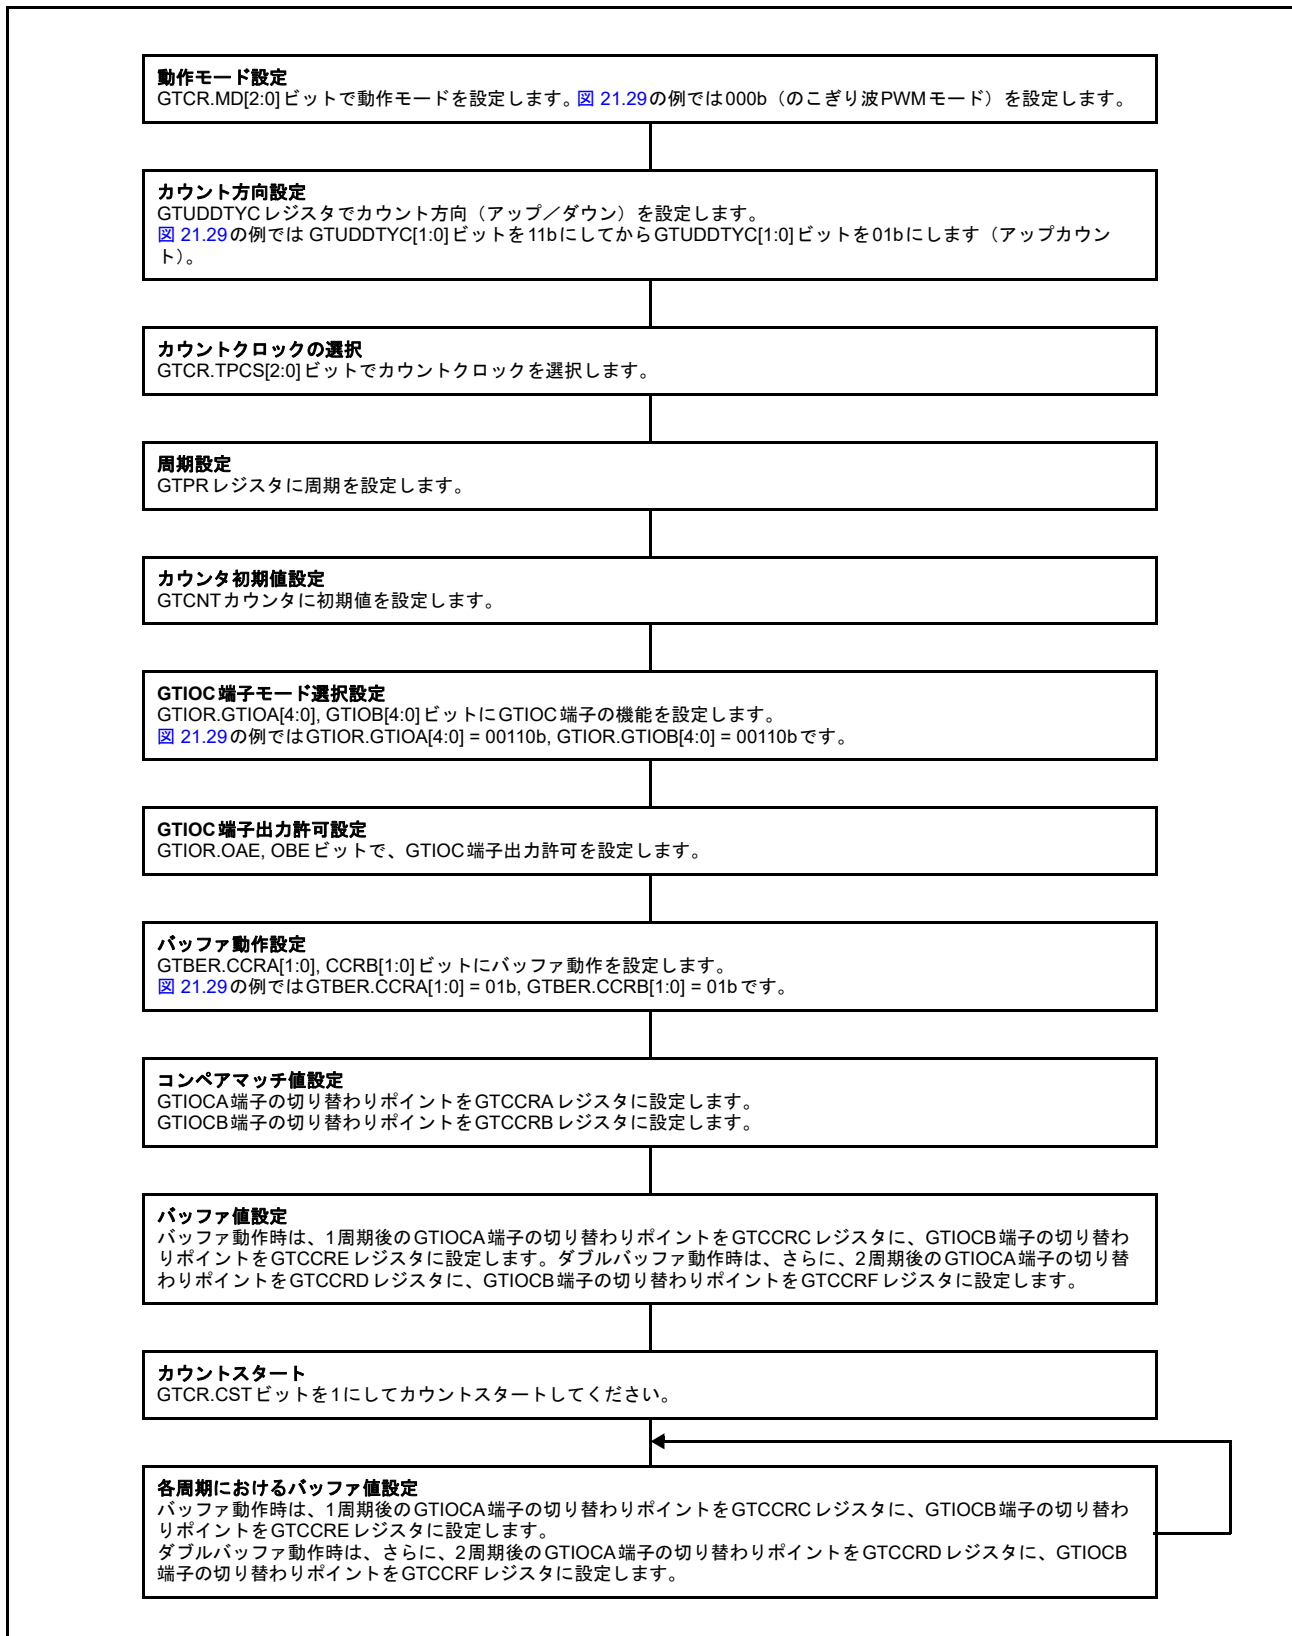 動作モード設定
GTCR.MD[2:0]ビットで動作モードを設定します。図 21.29の例では000b（のこぎり波PWMモード）を設定します。
カウント方向設定
GTUDDTYCレジスタでカウント方向（アップ／ダウン）を設定します。
図 21.29の例では GTUDDTYC[1:0]ビットを11bにしてからGTUDDTYC[1:0]ビットを01bにします（アップカウン
ト）。
カウントクロックの選択
GTCR.TPCS[2:0]ビットでカウントクロックを選択します。
周期設定
GTPRレジスタに周期を設定します。
カウンタ初期値設定
GTCNTカウンタに初期値を設定します。
GTIOC端子モード選択設定
GTIOR.GTIOA[4:0], GTIOB[4:0]ビットにGTIOC端子の機能を設定します。
図 21.29の例ではGTIOR.GTIOA[4:0] = 00110b, GTIOR.GTIOB[4:0] = 00110bです。
GTIOC端子出力許可設定
GTIOR.OAE, OBEビットで、GTIOC端子出力許可を設定します。
バッファ動作設定
GTBER.CCRA[1:0], CCRB[1:0]ビットにバッファ動作を設定します。
図 21.29の例ではGTBER.CCRA[1:0] = 01b, GTBER.CCRB[1:0] = 01bです。
コンペアマッチ値設定
GTIOCA端子の切り替わりポイントをGTCCRAレジスタに設定します。
GTIOCB端子の切り替わりポイントをGTCCRBレジスタに設定します。
バッファ値設定
バッファ動作時は、1周期後のGTIOCA端子の切り替わりポイントをGTCCRCレジスタに、GTIOCB端子の切り替わ
りポイントをGTCCREレジスタに設定します。ダブルバッファ動作時は、さらに、2周期後のGTIOCA端子の切り替
わりポイントをGTCCRDレジスタに、GTIOCB端子の切り替わりポイントをGTCCRFレジスタに設定します。
カウントスタート
GTCR.CSTビットを1にしてカウントスタートしてください。
各周期におけるバッファ値設定
バッファ動作時は、1周期後のGTIOCA端子の切り替わりポイントをGTCCRCレジスタに、GTIOCB端子の切り替わ
りポイントをGTCCREレジスタに設定します。
ダブルバッファ動作時は、さらに、2周期後のGTIOCA端子の切り替わりポイントをGTCCRDレジスタに、GTIOCB
端子の切り替わりポイントをGTCCRFレジスタに設定します。